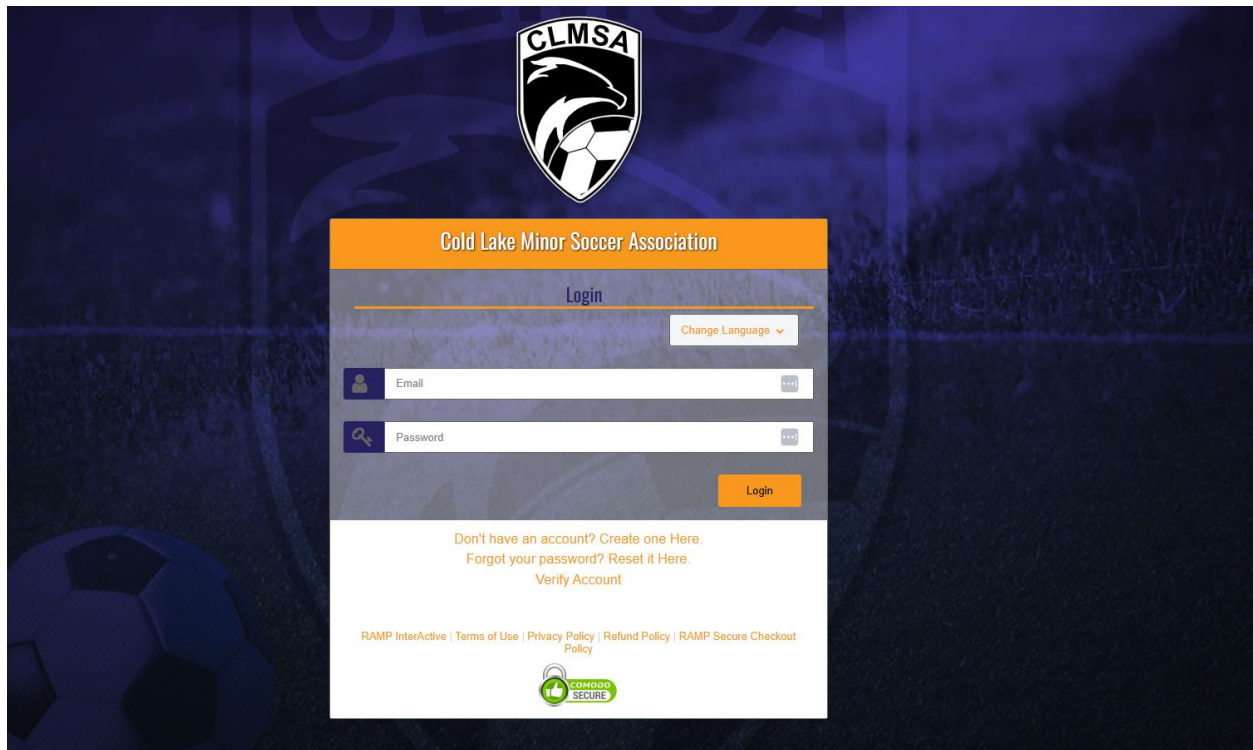 CLMSA
Cold Lake Minor Soccer Association
Login
Change Language
Email
Password
Login
Don't have an account? Create one Here.
Forgot your password? Reset it Here.
Verify Account
RAMP InterActive | Terms of Use | Privacy Policy | Refund Policy | RAMP Secure Checkout
Policy
COMODO
SECURE